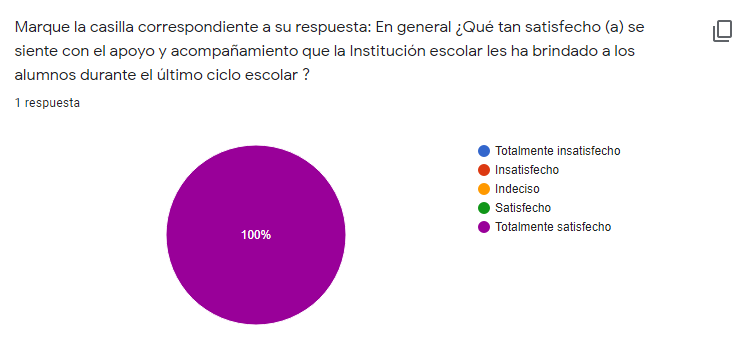 Marque la casilla correspondiente a su respuesta: En general ¿Qué tan satisfecho (a) se
siente con el apoyo y acompañamiento que la Institución escolar les ha brindado a los
alumnos durante el último ciclo escolar ?
1 respuesta
100%
Totalmente insatisfecho
Insatisfecho
Indeciso
Satisfecho
Totalmente satisfecho